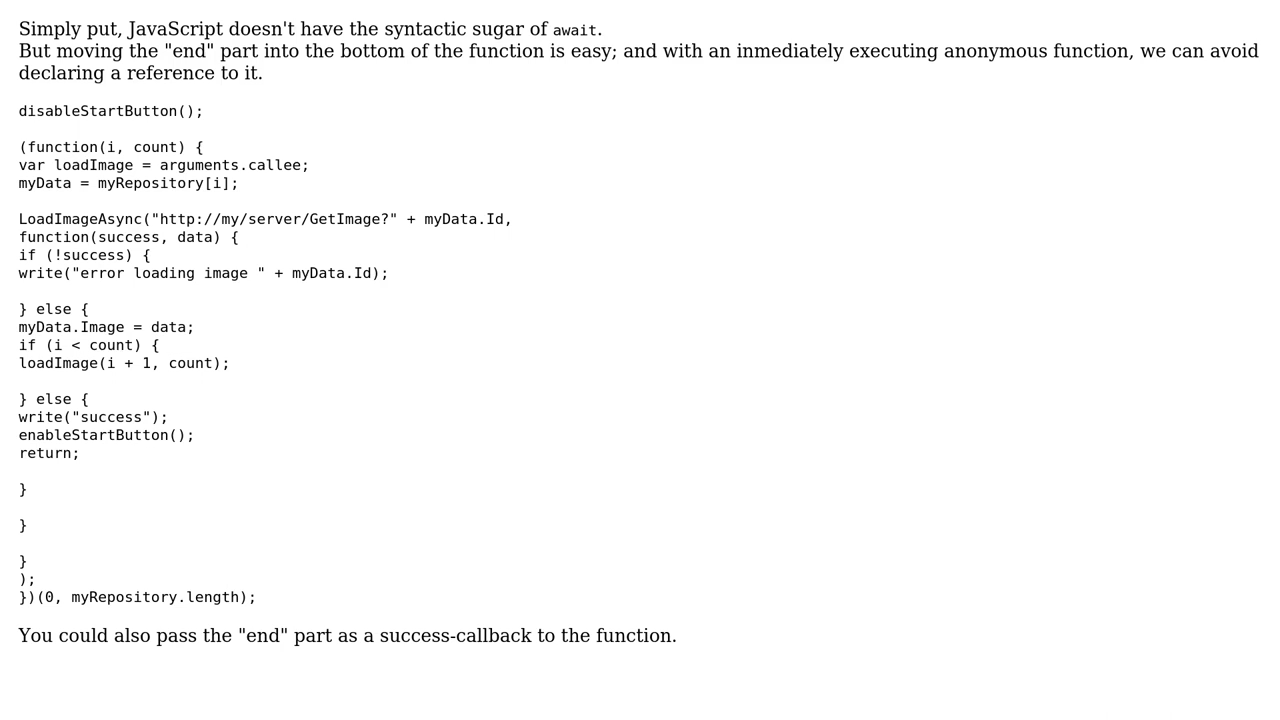 Simply put, JavaScript doesn't have the syntactic sugar of await.
But moving the "end" part into the bottom of the function is easy; and with an inmediately executing anonymous function, we can avoid
declaring a reference to it.
disableStartButton();
(function(i, count) {
var loadImage = arguments.callee;
myData = myRepository[i];
LoadImageAsync("http://my/server/GetImage?" + myData.Id,
function(success, data) {
if (!success) {
write("error loading image " + myData.Id);
} else {
myData.Image = data;
if (i < count) {
loadImage(i + 1, count);
} else {
write("success");
enableStartButton();
return;
}
}
}
);
})(0, myRepository.length);
You could also pass the "end" part as a success-callback to the function.